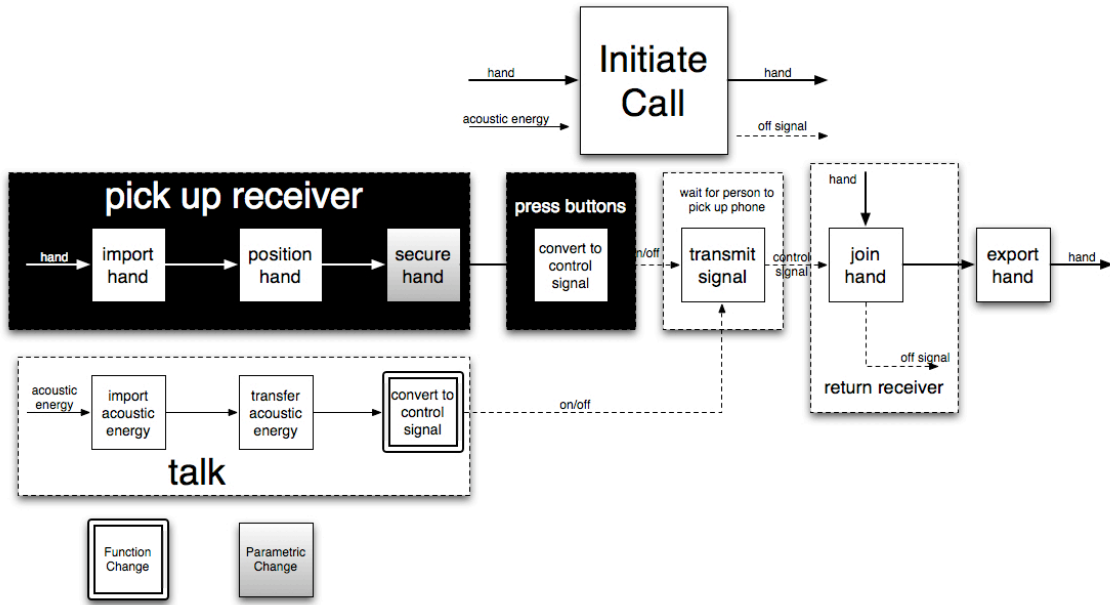 Initiate
Call
hand
hand
acoustic energy
off signal
pick up receiver
hand
import
hand
position
hand
secure
hand
press buttons
convert to
control
signal
n/off
wait for person to
pick up phone
transmit
signal
control
signal
hand
join
hand
off signal
return receiver
export
hand
hand
acoustic
energy
import
acoustic
energy
transfer
acoustic
energy
convert to
control
signal
on/off
talk
Function
Change
Parametric
Change